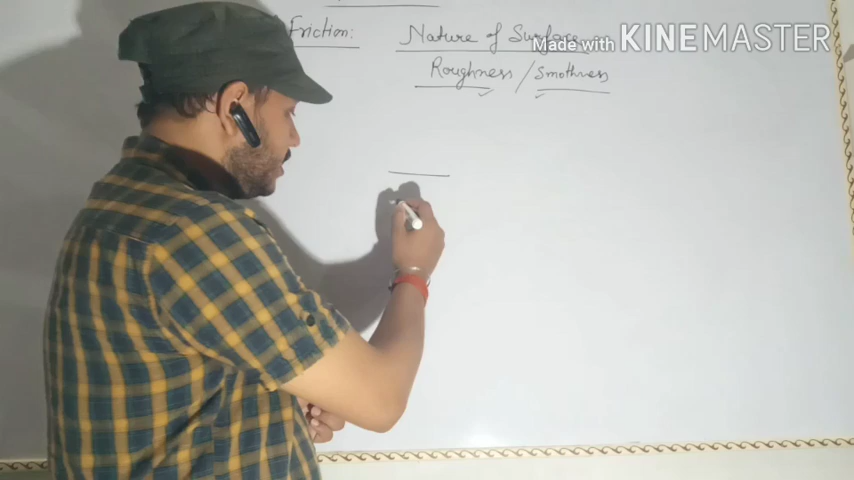 Friction: Nature of Surface
Roughness / Smothness
Made with KINEMASTER